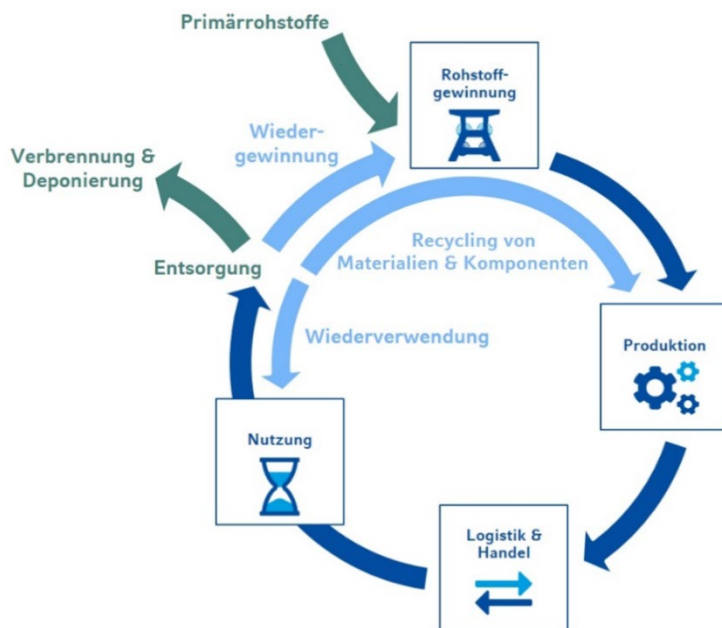 Primärrohstoffe
Rohstoff-
gewinnung
Wieder-
gewinnung
Verbrennung &
Deponierung
Entsorgung
Recycling von
Materialien & Komponenten
Wiederverwendung
Produktion
Nutzung
Logistik &
Handel